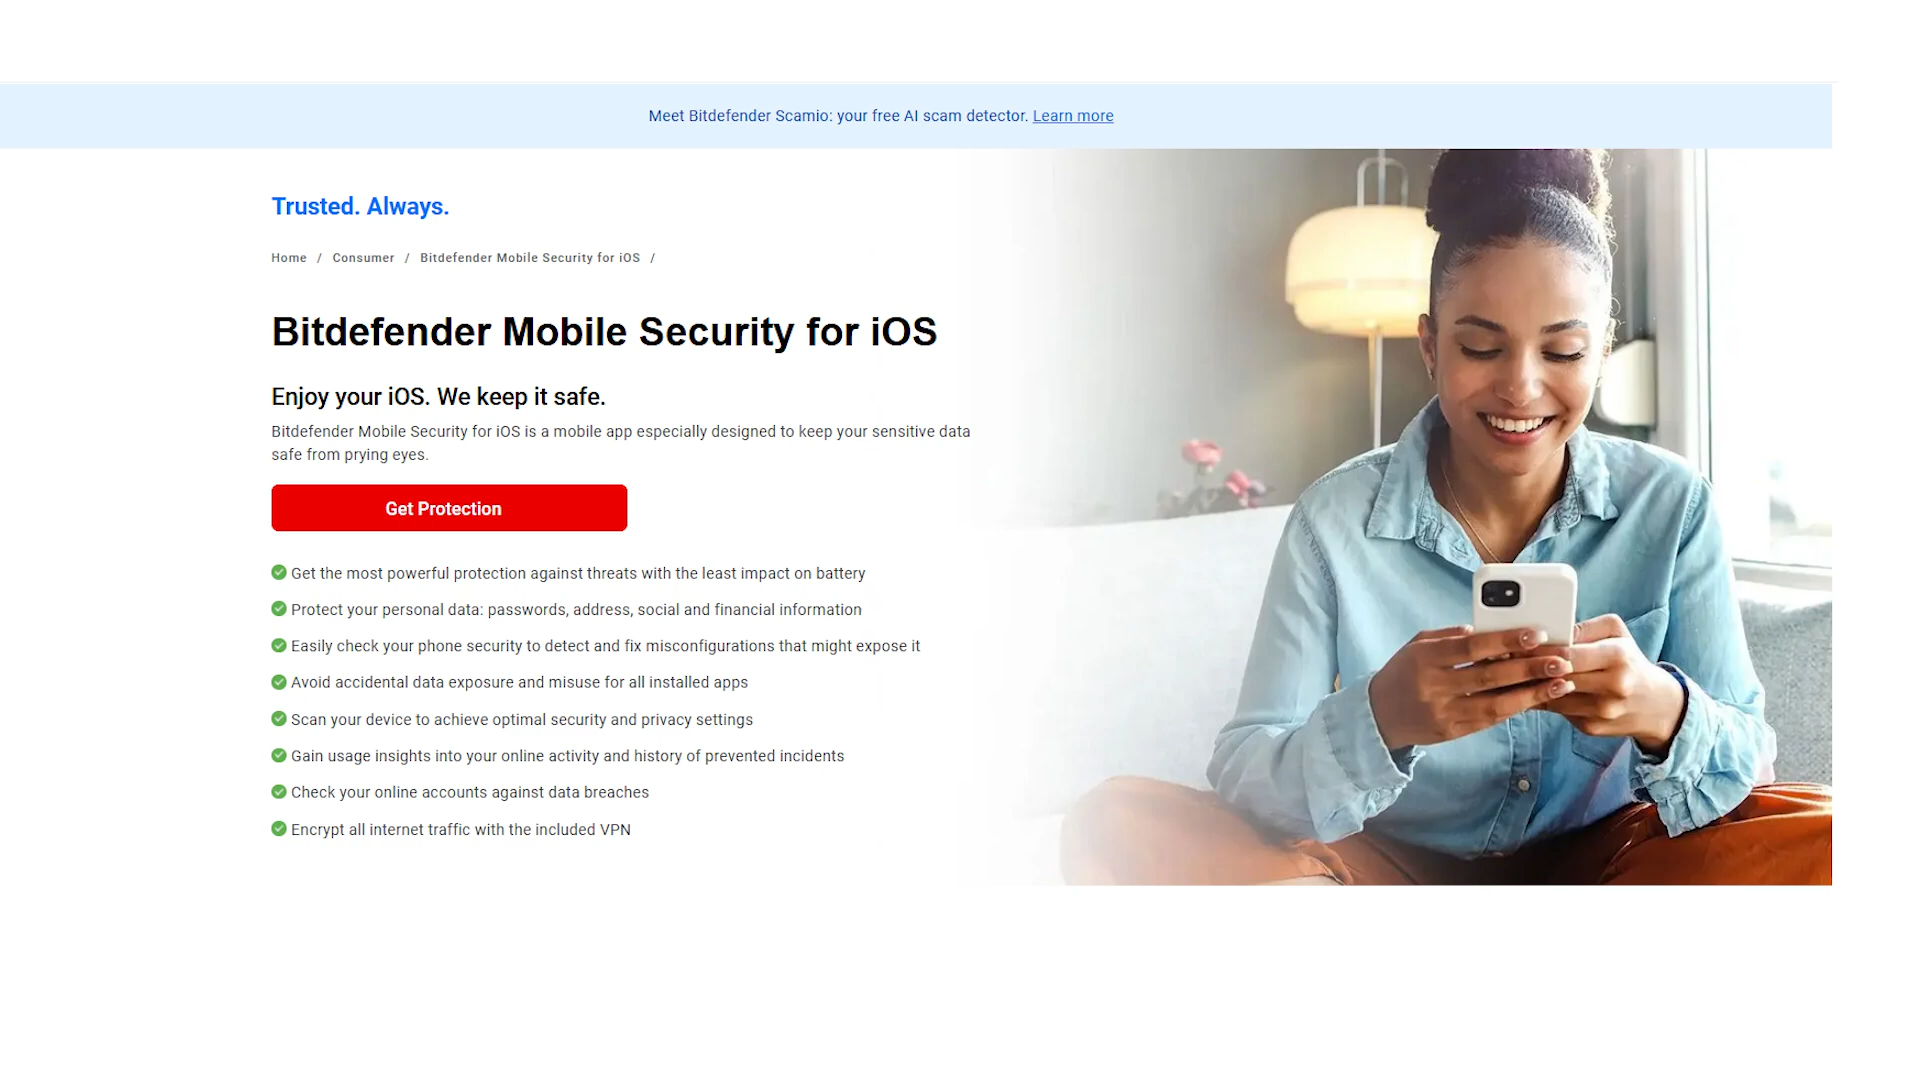 Meet Bitdefender Scamio: your free AI scam detector. Learn more
Trusted. Always.
Home / Consumer / Bitdefender Mobile Security for iOS /
Bitdefender Mobile Security for iOS
Enjoy your iOS. We keep it safe.
Bitdefender Mobile Security for iOS is a mobile app especially designed to keep your sensitive data
safe from prying eyes.
Get Protection
Get the most powerful protection against threats with the least impact on battery
Protect your personal data: passwords, address, social and financial information
Easily check your phone security to detect and fix misconfigurations that might expose it
Avoid accidental data exposure and misuse for all installed apps
Scan your device to achieve optimal security and privacy settings
Gain usage insights into your online activity and history of prevented incidents
Check your online accounts against data breaches
Encrypt all internet traffic with the included VPN